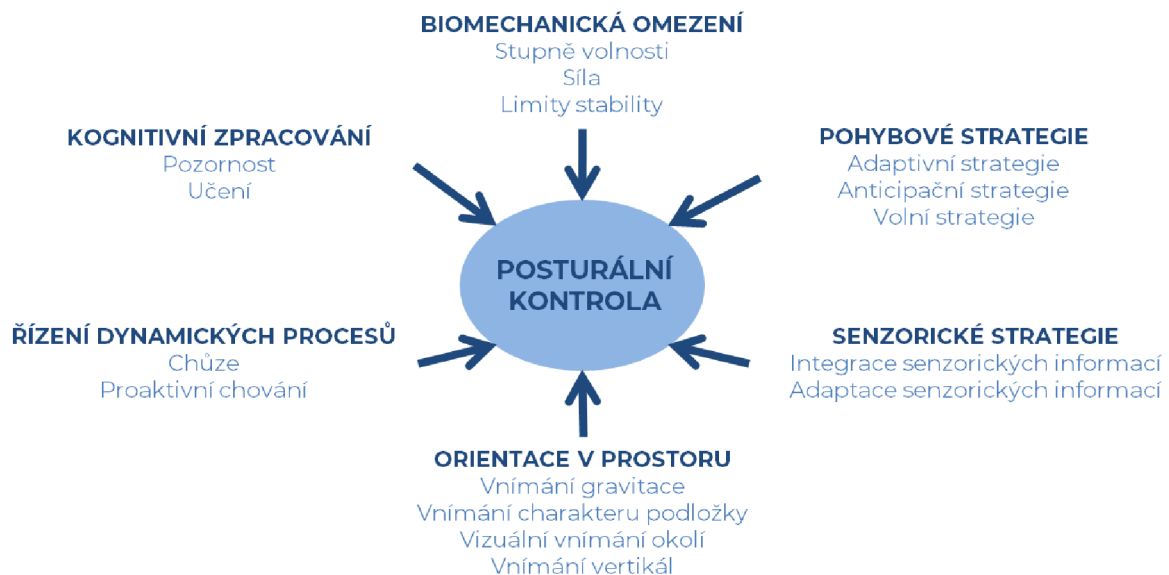 BIOMECHANICKÁ OMEZENÍ
Stupně volnosti
Síla
Limity stability
KOGNITIVNÍ ZPRACOVÁNÍ
Pozornost
Učení
POHYBOVÉ STRATEGIE
Adaptivní strategie
Anticipační strategie
Volní strategie
POSTURÁLNÍ
KONTROLA
ŘÍZENÍ DYNAMICKÝCH PROCESŮ
Chůze
Proaktivní chování
SENZORICKÉ STRATEGIE
Integrace senzorických informací
Adaptace senzorických informací
ORIENTACE V PROSTORU
Vnímání gravitace
Vnímání charakteru podložky
Vizuální vnímání okolí
Vnímání vertikál